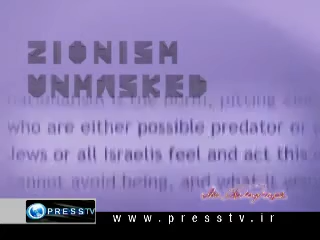 ZIONISM
UNMASKED
who are either possible predator or
Jews or all Israelis feel and act this
cannot avoid being, and what it
PRESSTV
www.presstv.ir